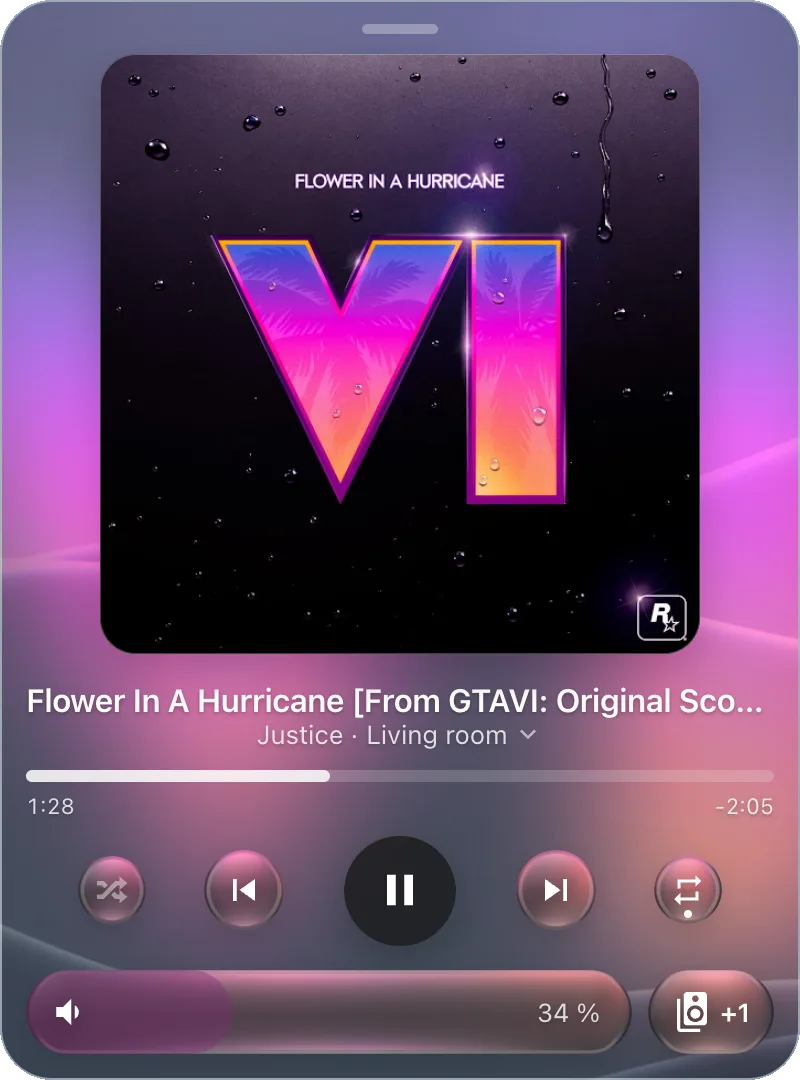 FLOWER IN A HURRICANE
VI
R
Flower In A Hurricane [From GTAVI: Original Sco...
Justice · Living room
1:28
-2:05
34 %
+1